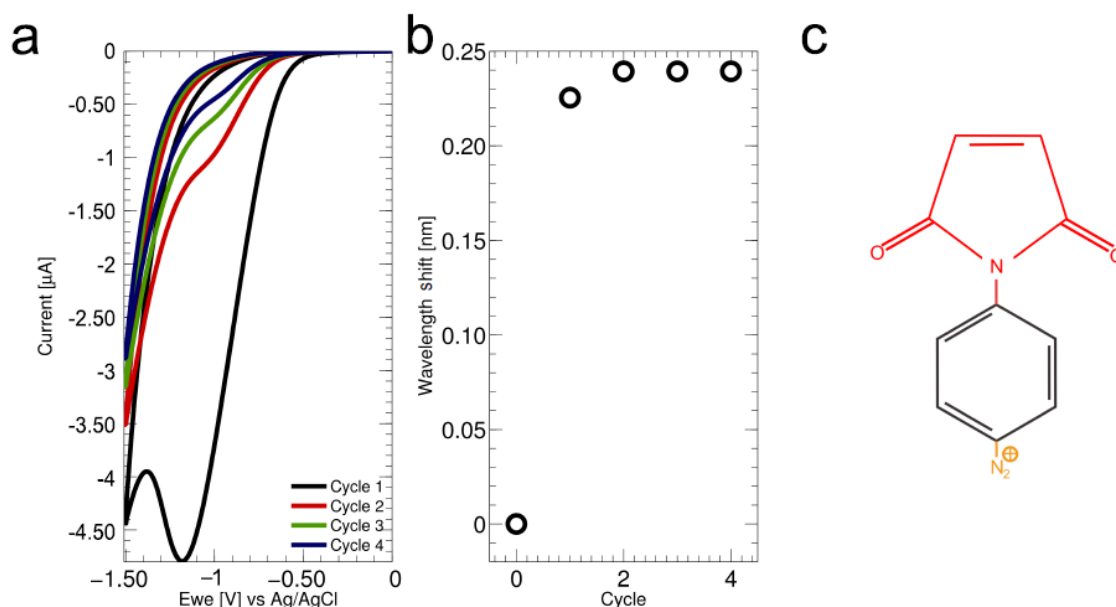 a
0
-0.50
-1
-1.50
-2
-2.50
-3
-3.50
-4
-4.50
Current [µA]
Cycle 1
Cycle 2
Cycle 3
Cycle 4
−1.50
−1
−0.50
0
Ewe [V] vs Ag/AgCl
b
0.25
0.20
0.15
0.10
0.05
0
Wavelength shift [nm]
0
2
4
Cycle
c
O
O
N
N2⊕